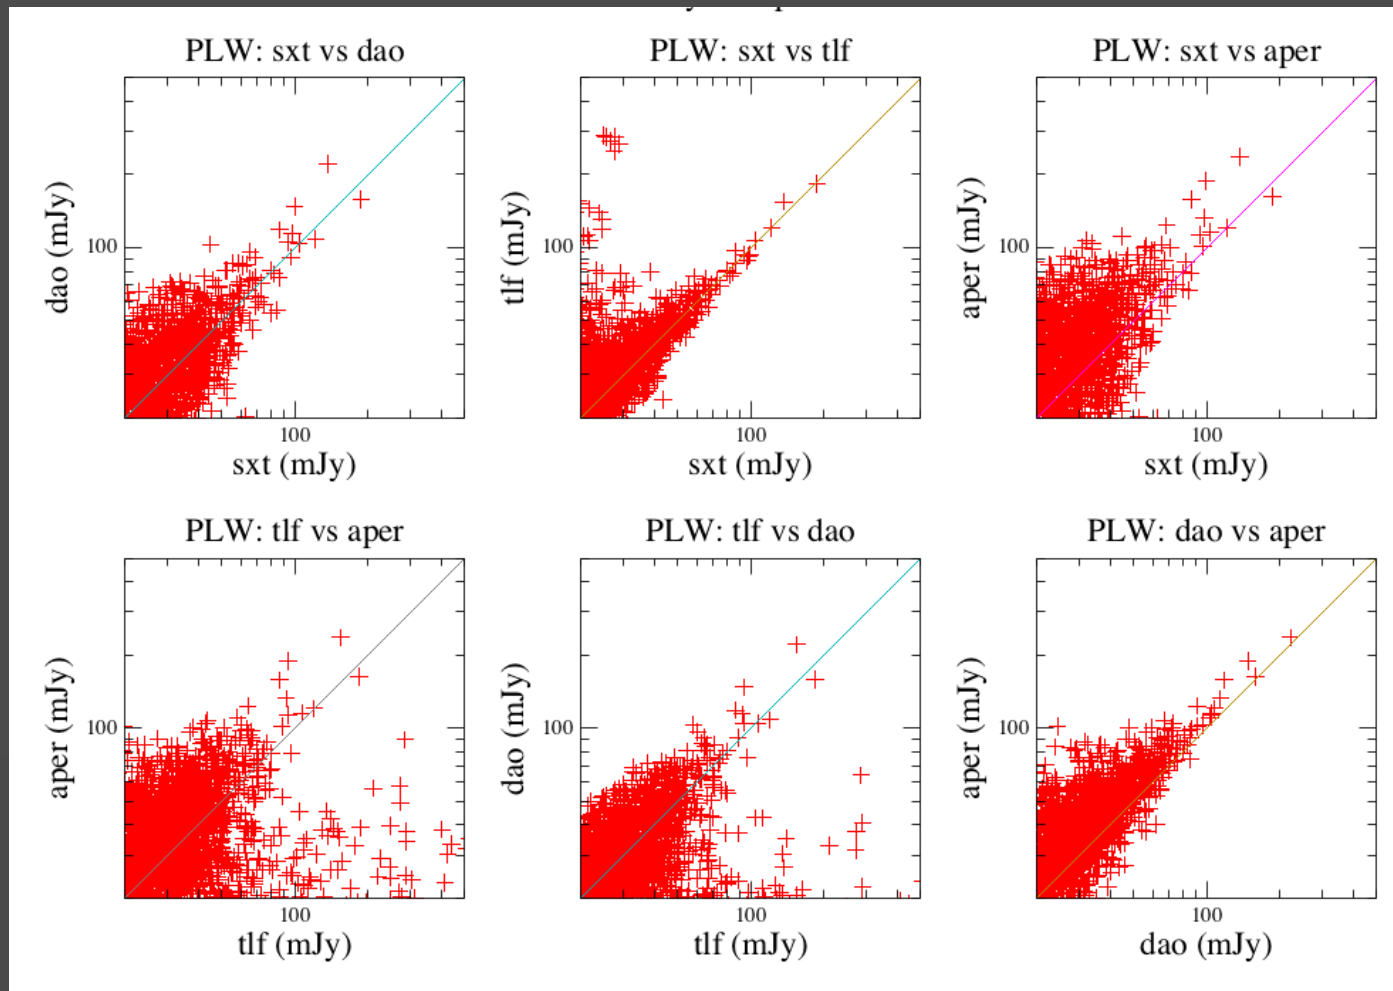 PLW: sxt vs dao
dao (mJy)
100
100
sxt (mJy)
PLW: sxt vs tlf
tlf (mJy)
100
100
sxt (mJy)
PLW: sxt vs aper
aper (mJy)
100
100
sxt (mJy)
PLW: tlf vs aper
aper (mJy)
100
100
tlf (mJy)
PLW: tlf vs dao
dao (mJy)
100
100
tlf (mJy)
PLW: dao vs aper
aper (mJy)
100
100
dao (mJy)